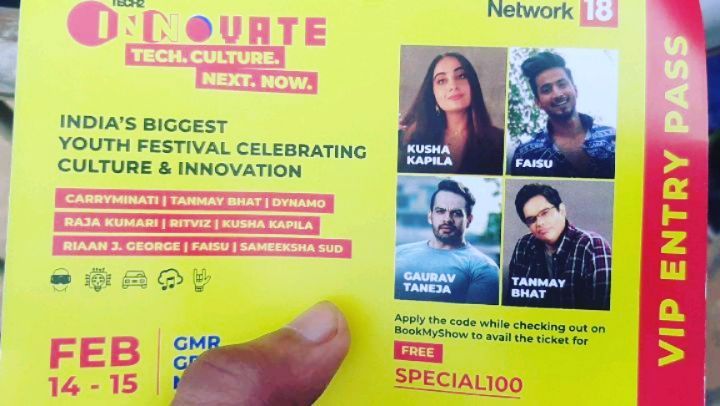 TECH2
INNOVATE
TECH. CULTURE.
NEXT. NOW.
Network 18
INDIA'S BIGGEST
YOUTH FESTIVAL CELEBRATING
CULTURE & INNOVATION
CARRYMINATI | TANMAY BHAT | DYNAMO
RAJA KUMARI | RITVIZ | KUSHA KAPILA
RIAAN J. GEORGE | FAISU | SAMEEKSHA SUD
FEB
14 - 15
GMR
KUSHA
KAPILA
FAISU
GAURAV
TANEJA
TANMAY
BHAT
Apply the code while checking out on
BookMyShow to avail the ticket for
FREE
SPECIAL100
VIP ENTRY PASS